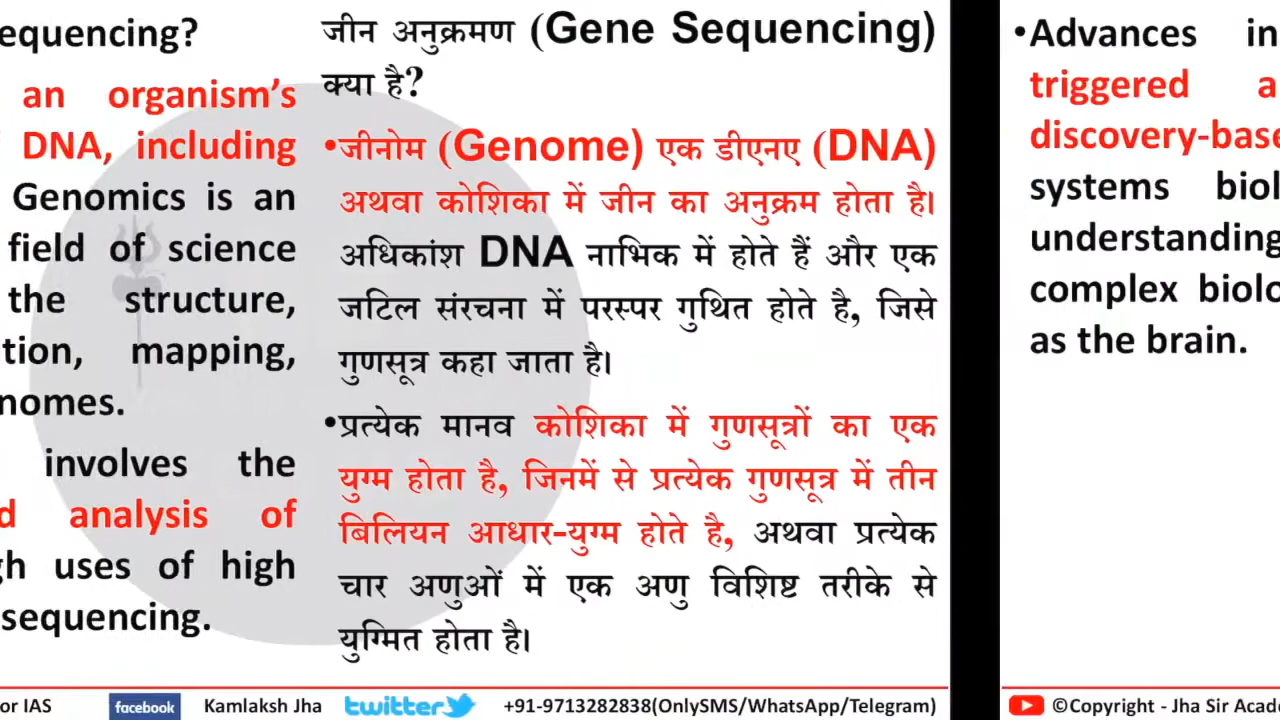 equencing?
an organism's
DNA, including
Genomics is an
field of science
the structure,
tion, mapping,
nomes.
involves the
d analysis of
gh uses of high
sequencing.
जीन अनुक्रमण (Gene Sequencing)
क्या है?
•जीनोम (Genome) एक डीएनए (DNA)
अथवा कोशिका में जीन का अनुक्रम होता है।
अधिकांश DNA नाभिक में होते हैं और एक
जटिल संरचना में परस्पर गुथित होते है, जिसे
गुणसूत्र कहा जाता है।
•प्रत्येक मानव कोशिका में गुणसूत्रों का एक
युग्म होता है, जिनमें से प्रत्येक गुणसूत्र में तीन
बिलियन आधार-युग्म होते है, अथवा प्रत्येक
चार अणुओं में एक अणु विशिष्ट तरीके से
युग्मित होता है।
•Advances in
triggered a
discovery-base
systems biol
understanding
complex biolo
as the brain.
or IAS facebook Kamlaksh Jha twitter +91-9713282838(OnlySMS/WhatsApp/Telegram)
©Copyright - Jha Sir Acad